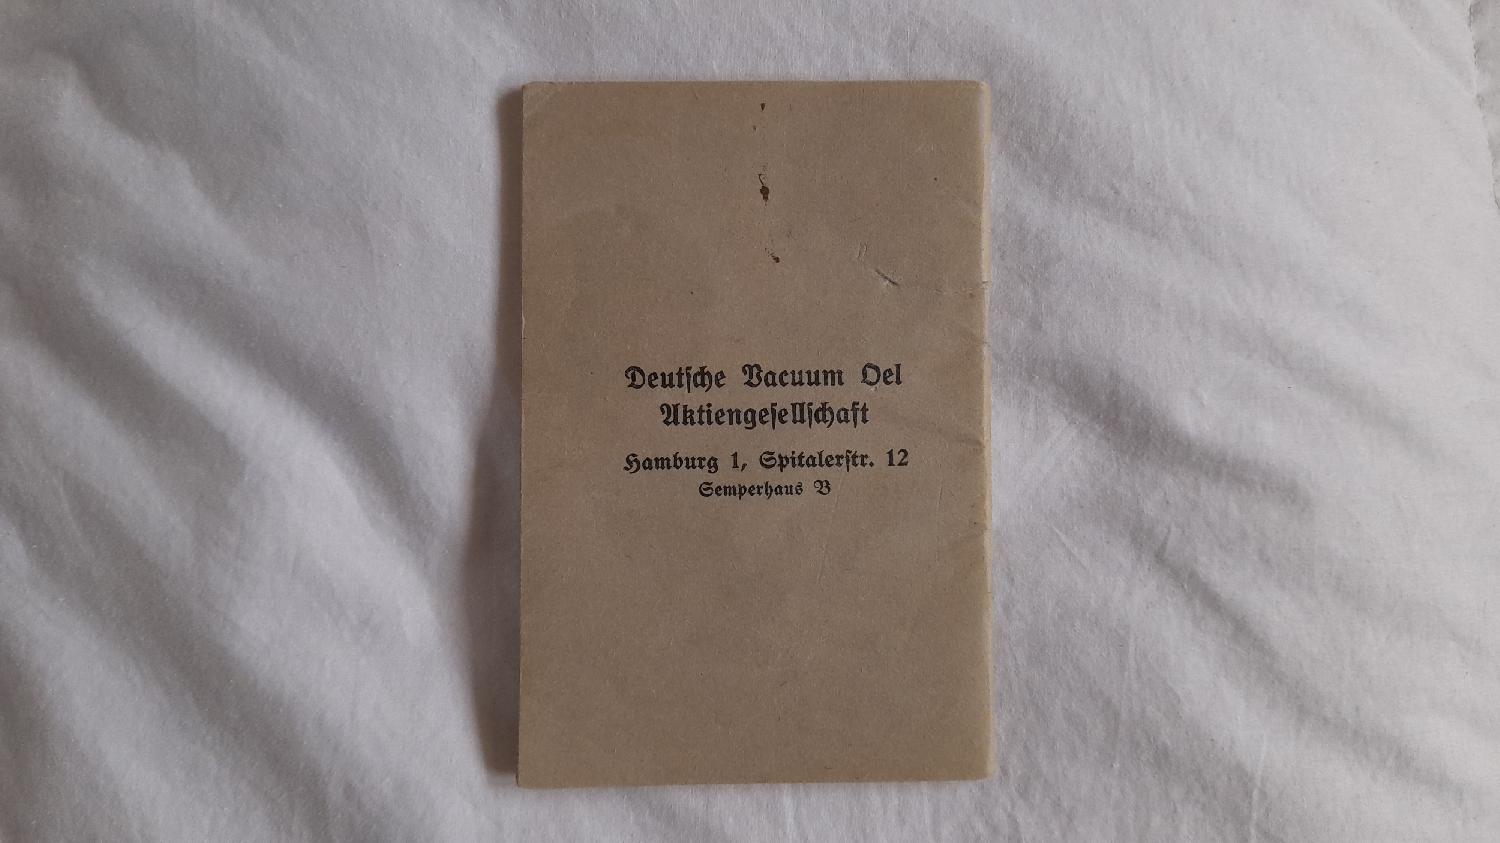 Deutſche Vacuum Oel
Aktiengeſellſchaft
Hamburg 1, Spitalerſtr. 12
Semperhaus B